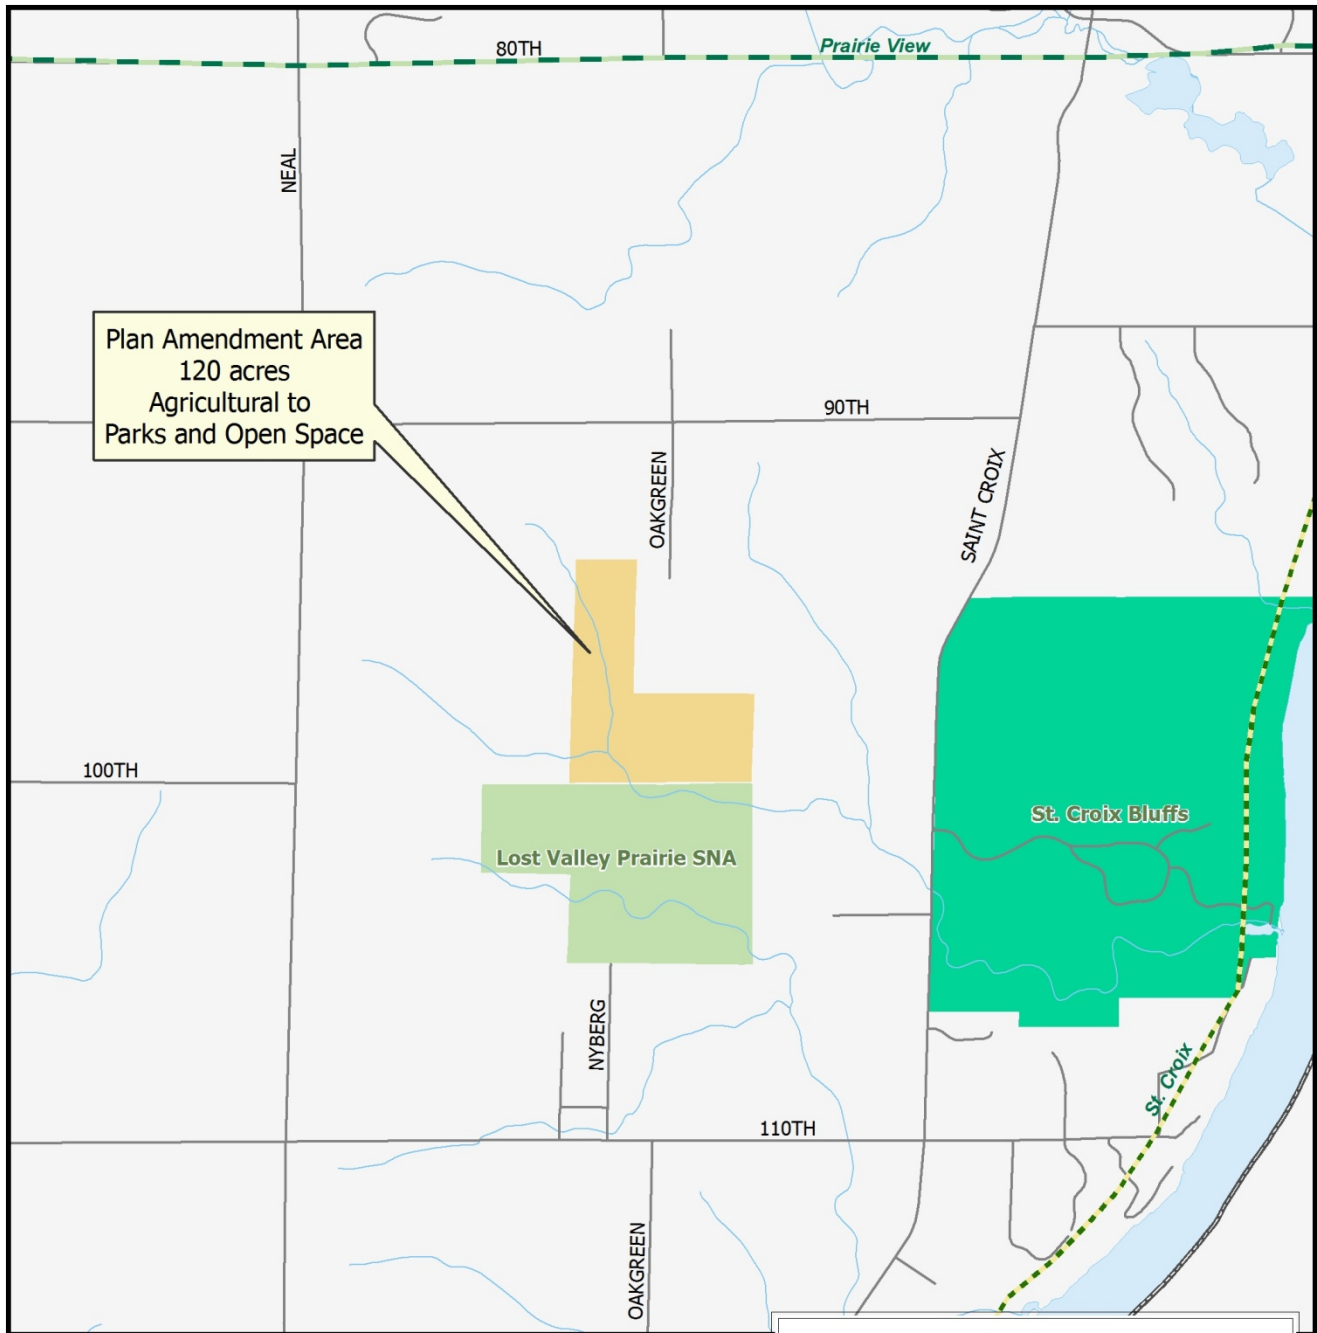 80TH
Prairie View
NEAL
Plan Amendment Area
120 acres
Agricultural to
Parks and Open Space
90TH
OAKGREEN
SAINT CROIX
100TH
St. Croix Bluffs
Lost Valley Prairie SNA
NYBERG
St. Croix
110TH
OAKGREEN